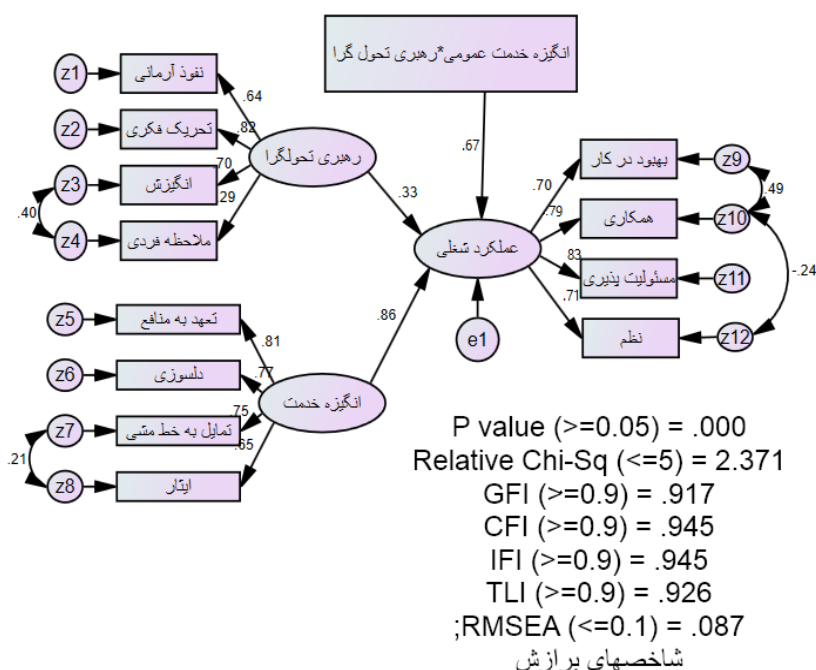 انگیزه خدمت عمومی*رهبری تحول گرا
.67
z1
نفوذ آرمانی
.64
z2
تحریک فکری
.82
z3
انگیزش
.70
z4
ملاحظه فردی
.29
.40
رهبری تحولگرا
.33
z5
تعهد به منافع
.81
z6
دلسوزی
.77
z7
تمایل به خط مشی
.75
z8
ایثار
.65
.21
انگیزه خدمت
.86
عملکرد شغلی
e1
.70
بهبود در کار
z9
.79
همکاری
z10
.83
مسئولیت پذیری
z11
.71
نظم
z12
.49
-.24
P value (>=0.05) = .000
Relative Chi-Sq (<=5) = 2.371
GFI (>=0.9) = .917
CFI (>=0.9) = .945
IFI (>=0.9) = .945
TLI (>=0.9) = .926
;RMSEA (<=0.1) = .087
شاخصهای برازش